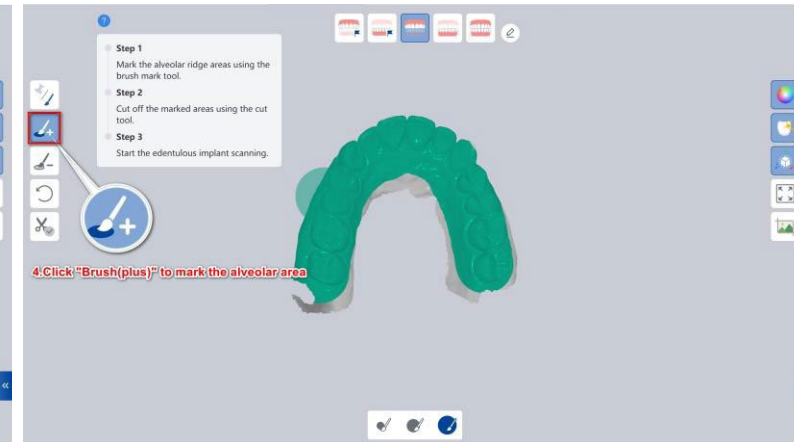 ?
Step 1
Mark the alveolar ridge areas using the
brush mark tool.
Step 2
Cut off the marked areas using the cut
tool.
Step 3
Start the edentulous implant scanning.
4.Click "Brush(plus)" to mark the alveolar area
«